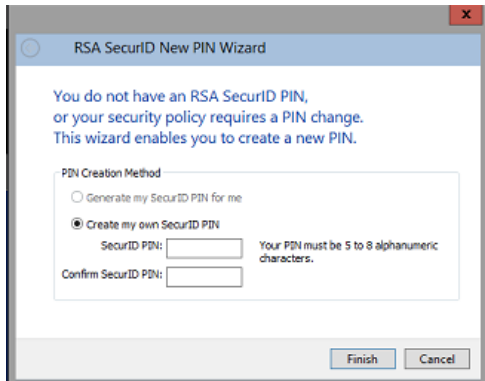 x
RSA SecurID New PIN Wizard
You do not have an RSA SecurID PIN,
or your security policy requires a PIN change.
This wizard enables you to create a new PIN.
PIN Creation Method
Generate my SecurID PIN for me
Create my own SecurID PIN
SecurID PIN:
Your PIN must be 5 to 8 alphanumeric
characters.
Confirm SecurID PIN:
Finish
Cancel